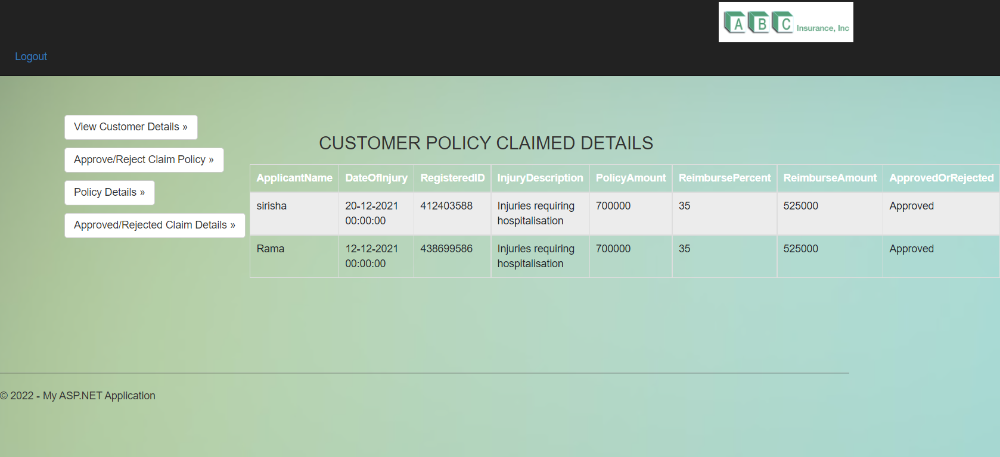 A B C Insurance, Inc
Logout
View Customer Details »
Approve/Reject Claim Policy »
Policy Details »
Approved/Rejected Claim Details »
CUSTOMER POLICY CLAIMED DETAILS
ApplicantName DateOfInjury RegisteredID InjuryDescription PolicyAmount ReimbursePercent ReimburseAmount ApprovedOrRejected
sirisha 20-12-2021 412403588 Injuries requiring 700000 35 525000 Approved
00:00:00 hospitalisation
Rama 12-12-2021 438699586 Injuries requiring 700000 35 525000 Approved
00:00:00 hospitalisation
© 2022 - My ASP.NET Application